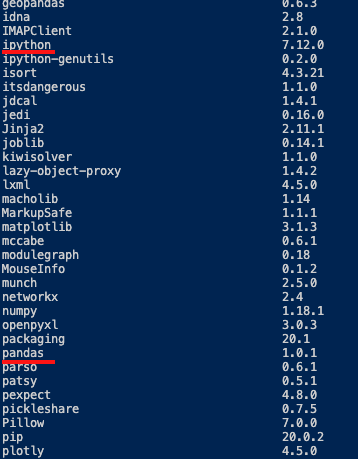 geopandas 0.6.3
idna 2.8
IMAPClient 2.1.0
ipython 7.12.0
ipython-genutils 0.2.0
isort 4.3.21
itsdangerous 1.1.0
jdcal 1.4.1
jedi 0.16.0
Jinja2 2.11.1
joblib 0.14.1
kiwisolver 1.1.0
lazy-object-proxy 1.4.2
lxml 4.5.0
macholib 1.14
MarkupSafe 1.1.1
matplotlib 3.1.3
mccabe 0.6.1
modulegraph 0.18
MouseInfo 0.1.2
munch 2.5.0
networkx 2.4
numpy 1.18.1
openpyxl 3.0.3
packaging 20.1
pandas 1.0.1
parso 0.6.1
patsy 0.5.1
pexpect 4.8.0
pickleshare 0.7.5
Pillow 7.0.0
pip 20.0.2
plotly 4.5.0